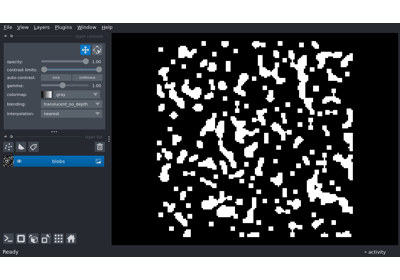 File View Layers Plugins Window Help
opacity: 1.00
contrast limits:
auto-contrast: once continuous
gamma: 1.00
colormap: gray
blending: translucent_no_depth
interpolation: nearest
blobs
Ready
activity